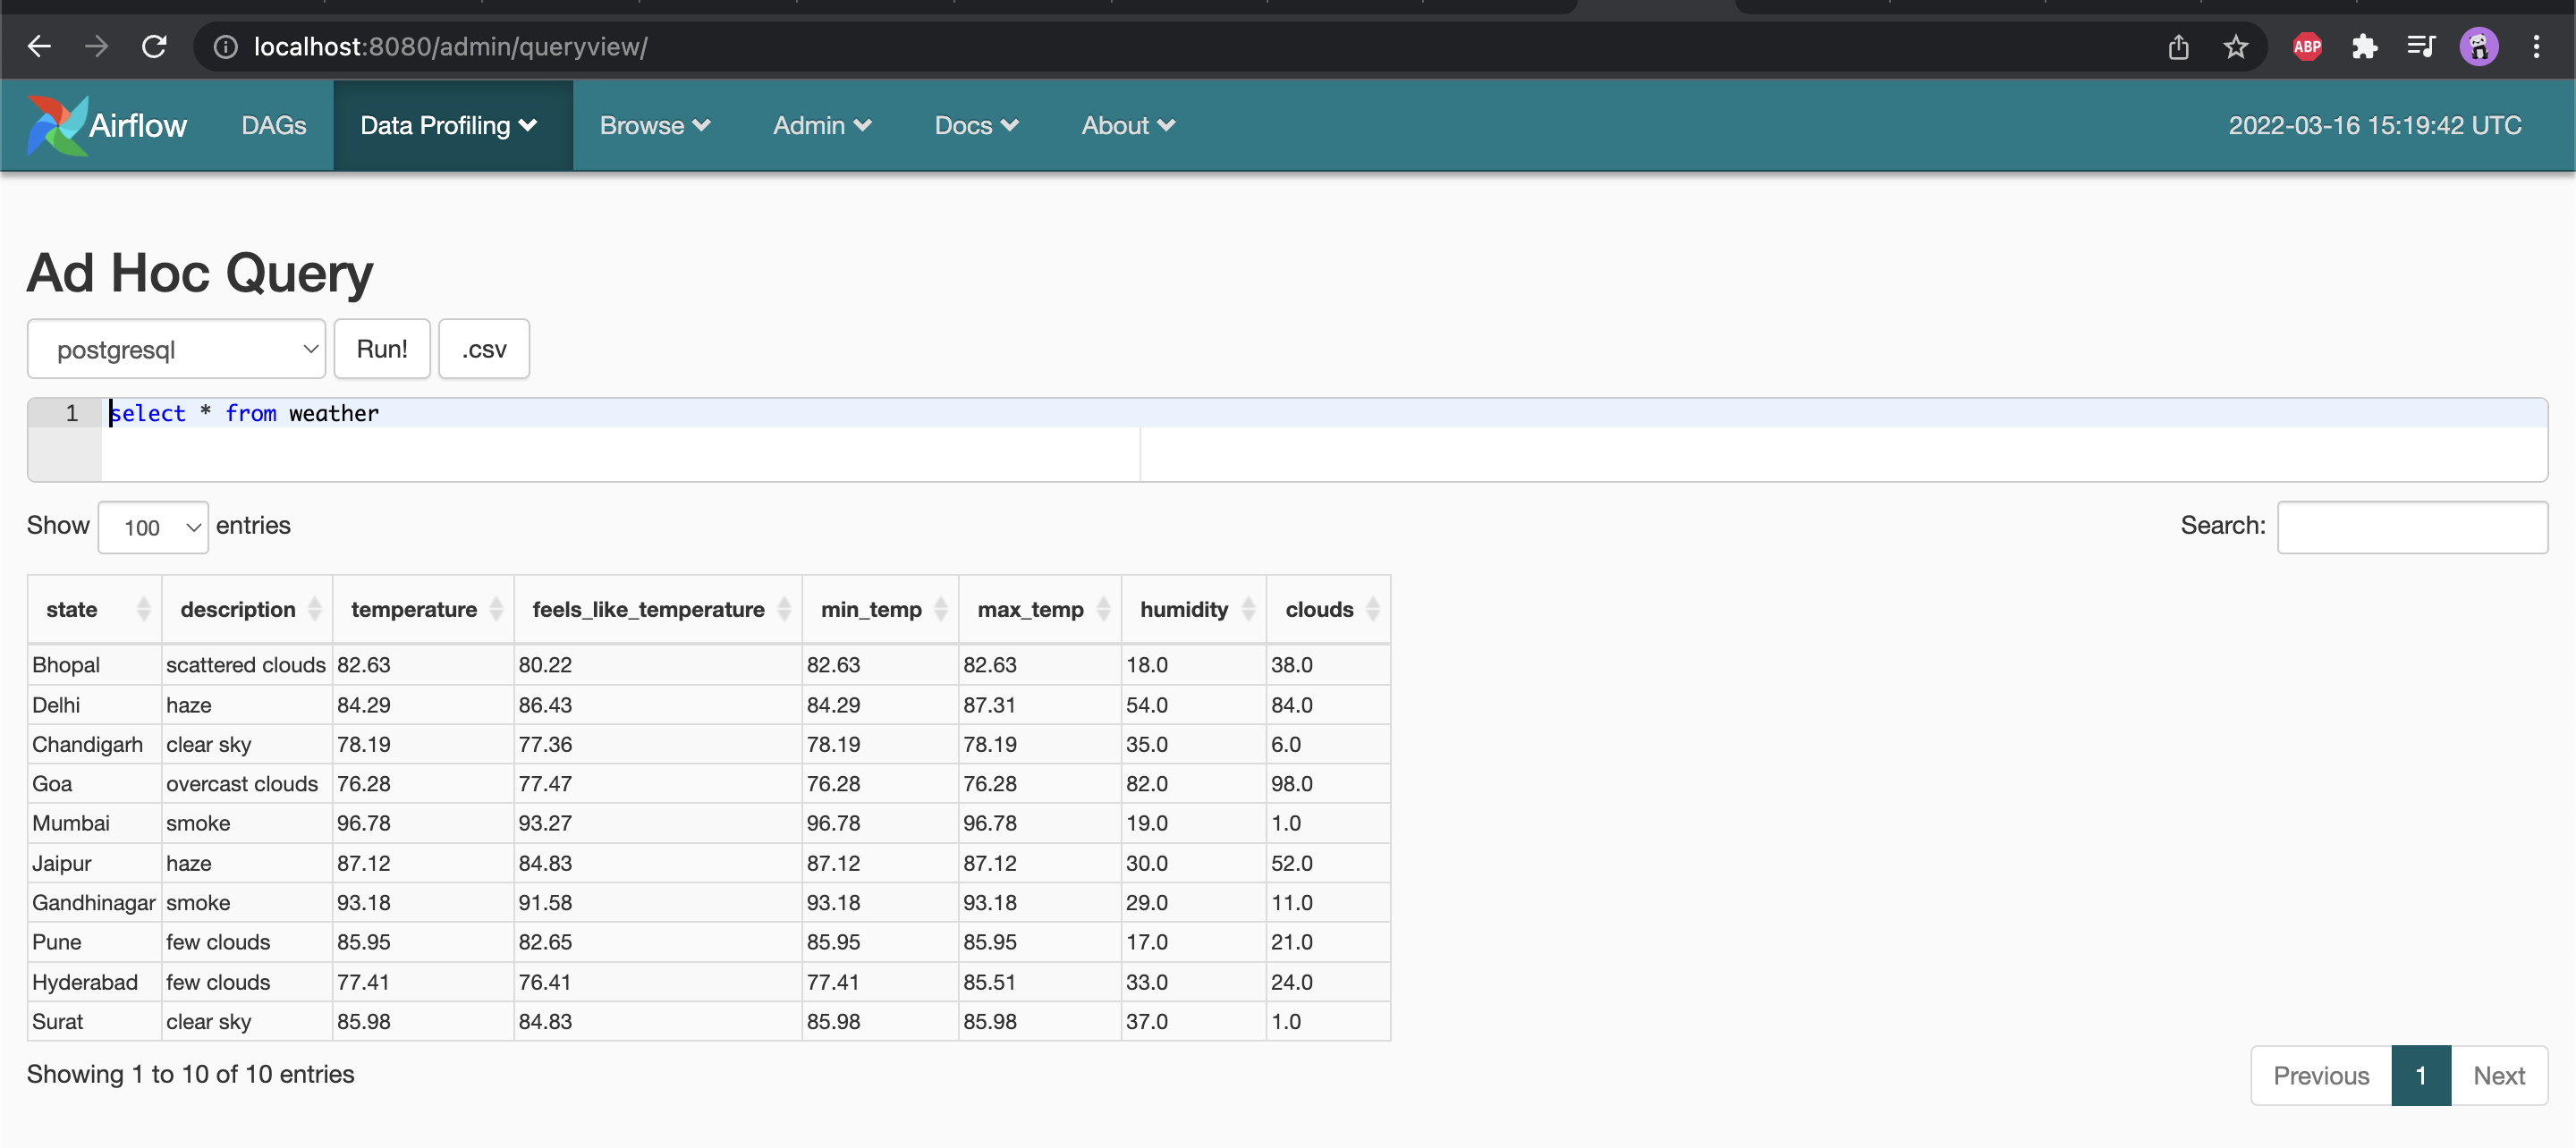 localhost:8080/admin/queryview/
ABP
Airflow DAGs Data Profiling Browse Admin Docs About 2022-03-16 15:19:42 UTC
Ad Hoc Query
postgresql Run! .csv
1 select * from weather
Show 100 entries Search:
state description temperature feels_like_temperature min_temp max_temp humidity clouds
Bhopal scattered clouds 82.63 80.22 82.63 82.63 18.0 38.0
Delhi haze 84.29 86.43 84.29 87.31 54.0 84.0
Chandigarh clear sky 78.19 77.36 78.19 78.19 35.0 6.0
Goa overcast clouds 76.28 77.47 76.28 76.28 82.0 98.0
Mumbai smoke 96.78 93.27 96.78 96.78 19.0 1.0
Jaipur haze 87.12 84.83 87.12 87.12 30.0 52.0
Gandhinagar smoke 93.18 91.58 93.18 93.18 29.0 11.0
Pune few clouds 85.95 82.65 85.95 85.95 17.0 21.0
Hyderabad few clouds 77.41 76.41 77.41 85.51 33.0 24.0
Surat clear sky 85.98 84.83 85.98 85.98 37.0 1.0
Showing 1 to 10 of 10 entries
Previous 1 Next